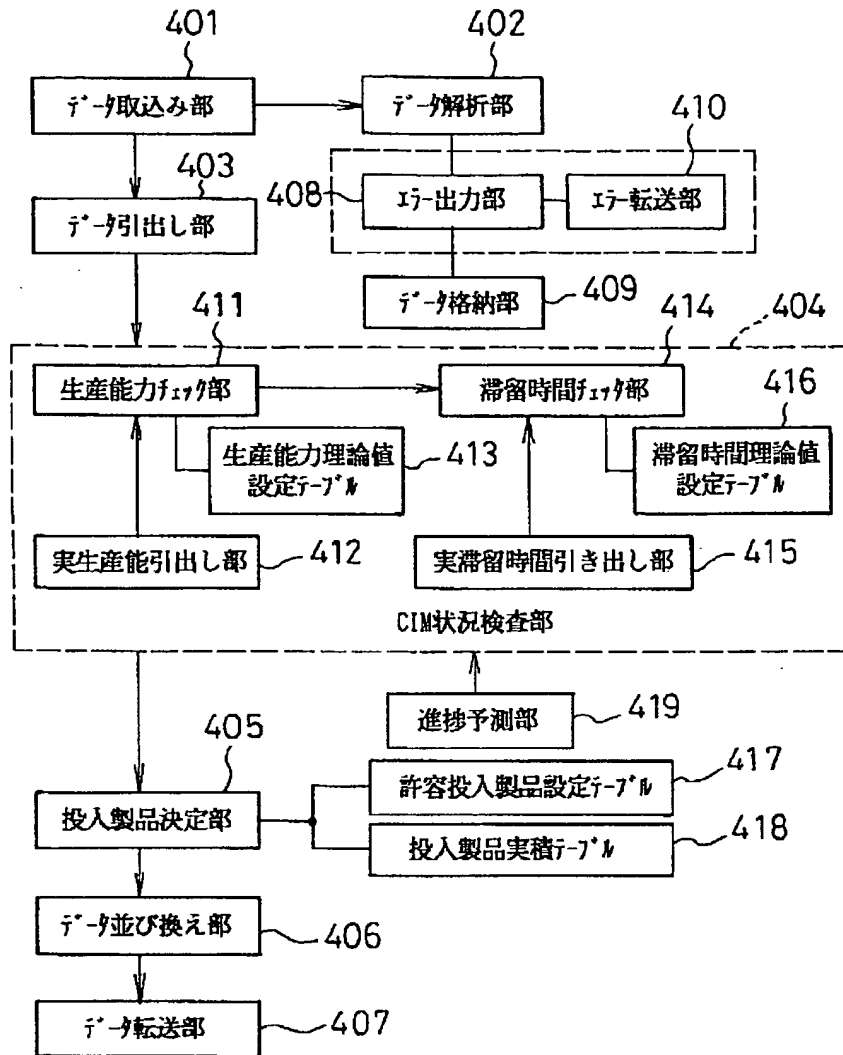 401
402
データ取込み部
データ解析部
410
403
408
エラー出力部
エラー転送部
データ引出し部
データ格納部
409
411
414
404
生産能力チェック部
滞留時間チェック部
416
生産能力理論値
設定テーブル
413
滞留時間理論値
設定テーブル
実生産能引出し部
412
実滞留時間引き出し部
415
CIM状況検査部
進捗予測部
419
405
417
許容投入製品設定テーブル
投入製品決定部
418
投入製品実積テーブル
データ並び換え部
406
データ転送部
407